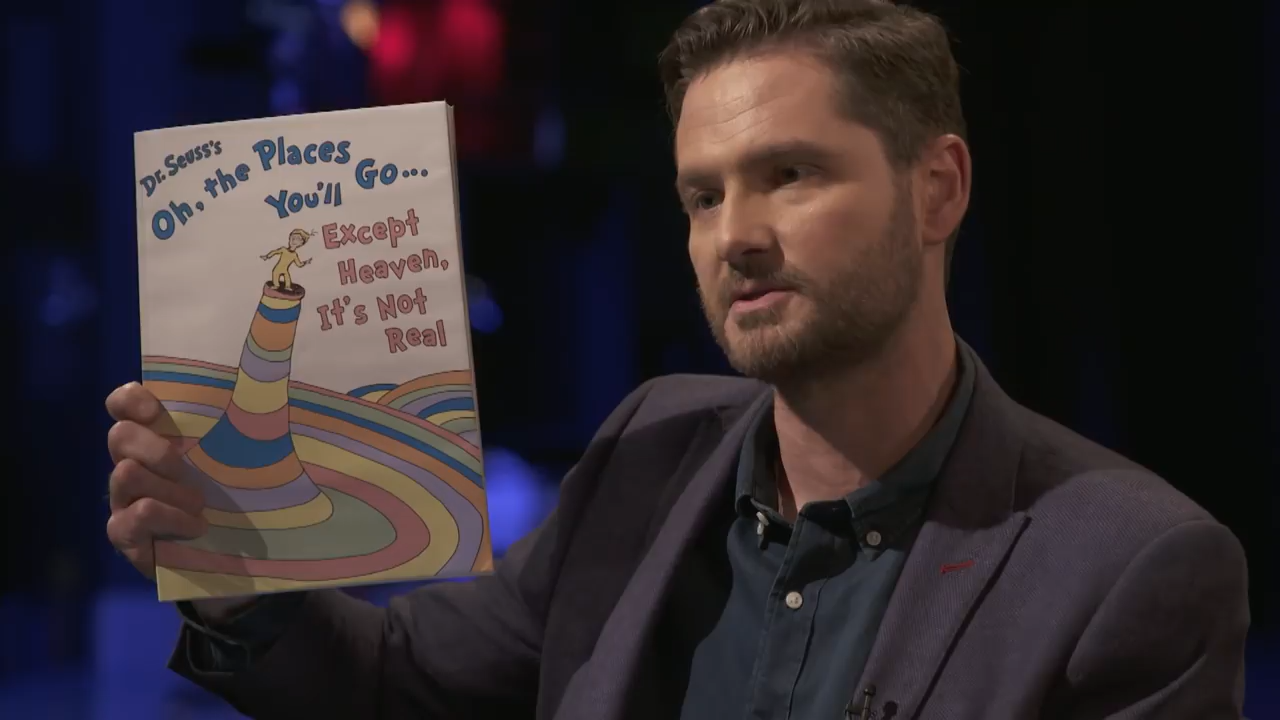 Dr. Seuss's
Oh, the Places
You'll Go...
Except
Heaven,
It's Not
Real